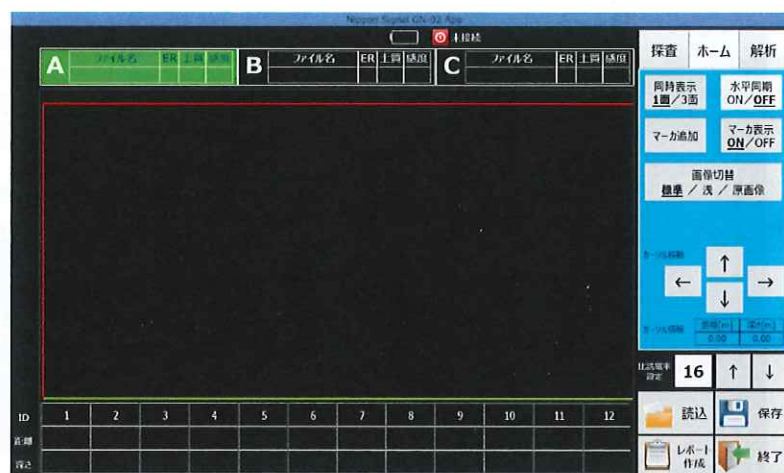 Nippon Signal GN-02 App
未接続
A ファイル名 ER 土質 感度
B ファイル名 ER 土質 感度
C ファイル名 ER 土質 感度
探査 ホーム 解析
同時表示
1面/3面
水平同期
ON/OFF
マーカ追加
マーカ表示
ON/OFF
画像切替
標準 / 浅 / 原画像
カーソル移動
↑
← →
↓
カーソル情報
距離[m] 深さ[m]
0.00 0.00
比誘電率
設定
16 ↑ ↓
読込 保存
レポート
作成
終了
ID 1 2 3 4 5 6 7 8 9 10 11 12
距離
深さ